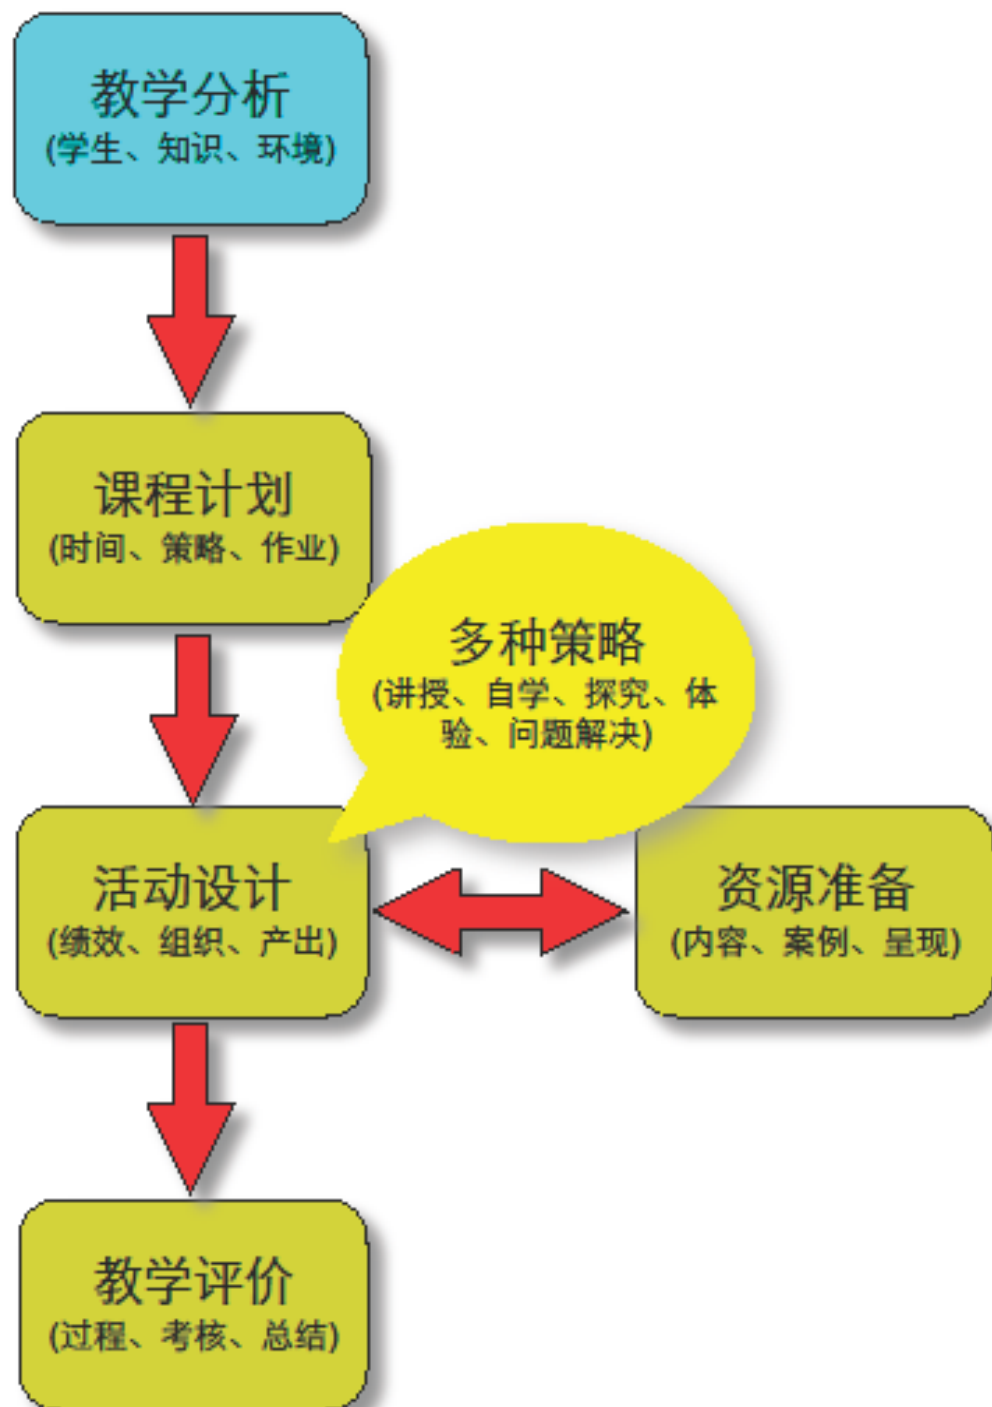 教学分析
(学生、知识、环境)
课程计划
(时间、策略、作业)
多种策略
(讲授、自学、探究、体
验、问题解决)
活动设计
(绩效、组织、产出)
资源准备
(内容、案例、呈现)
教学评价
(过程、考核、总结)